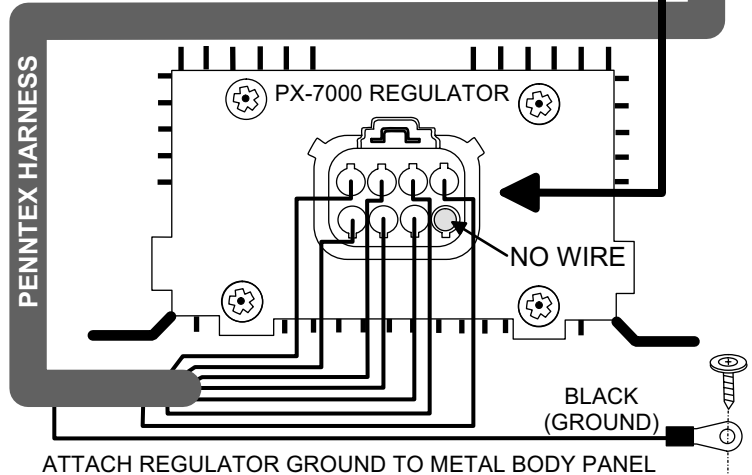 PENNTEX HARNESS
PX-7000 REGULATOR
NO WIRE
BLACK
(GROUND)
ATTACH REGULATOR GROUND TO METAL BODY PANEL